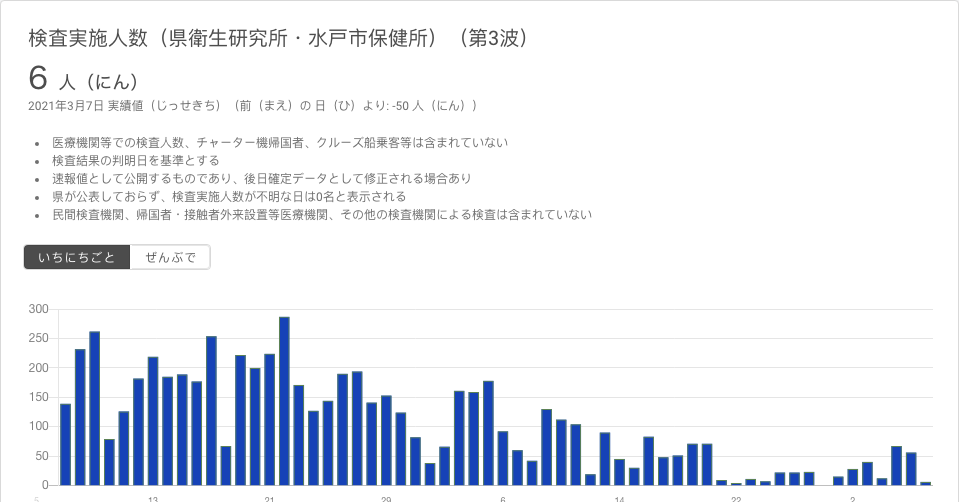 検査実施人数（県衛生研究所・水戸市保健所）（第3波）
6 人（にん）
2021年3月7日 実績値（じっせきち）（前（まえ）の 日（ひ）より: -50 人（にん））
• 医療機関等での検査人数、チャーター機帰国者、クルーズ船乗客等は含まれていない
• 検査結果の判明日を基準とする
• 速報値として公開するものであり、後日確定データとして修正される場合あり
• 県が公表しておらず、検査実施人数が不明な日は0名と表示される
• 民間検査機関、帰国者・接触者外来設置等医療機関、その他の検査機関による検査は含まれていない
いちにちごと ぜんぶで
300
250
200
150
100
50
0
5 13 21 29 6 14 22 2